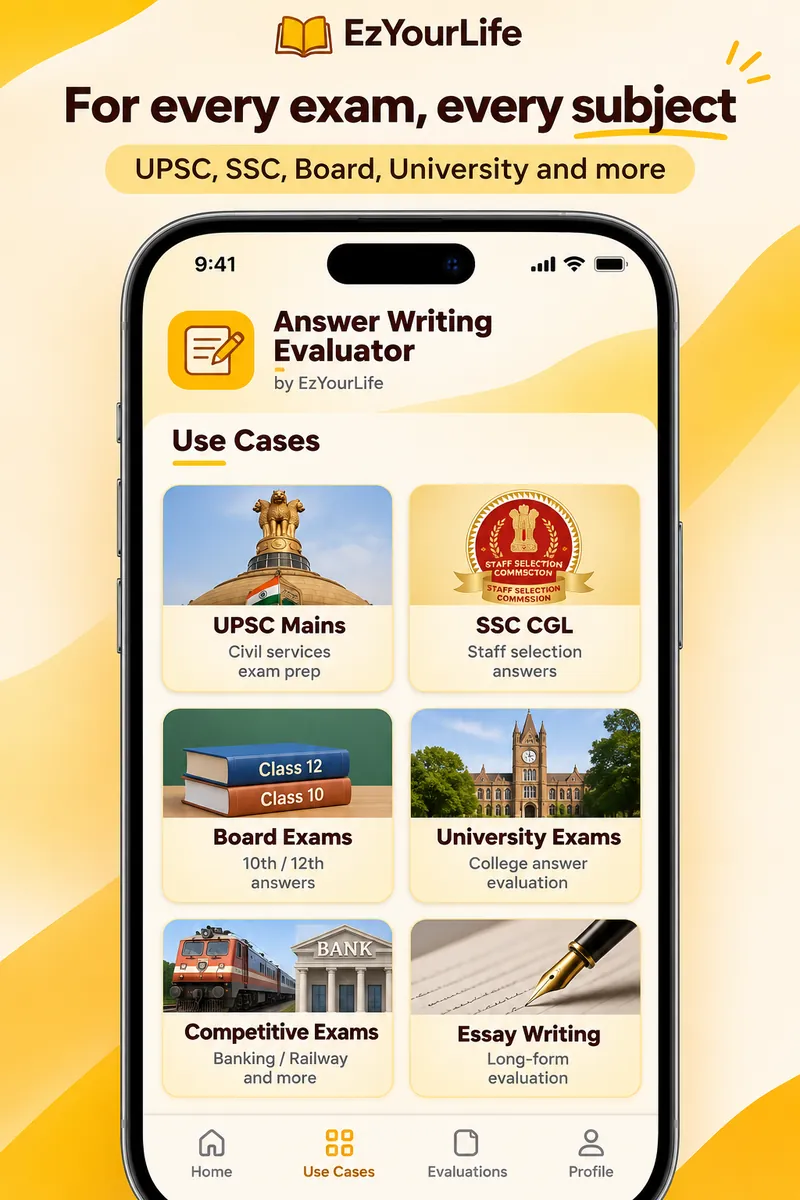 EzYourLife
For every exam, every subject
UPSC, SSC, Board, University and more
9:41
Answer Writing
Evaluator
by EzYourLife
Use Cases
UPSC Mains
Civil services
exam prep
STAFF SELECTION
COMMSCTON
STAFF SELECTION
COMMSSION
SSC CGL
Staff selection
answers
Class 12
Class 10
Board Exams
10th / 12th
answers
University Exams
College answer
evaluation
BANK
Competitive Exams
Banking / Railway
and more
Essay Writing
Long-form
evaluation
Home
Use Cases
Evaluations
Profile